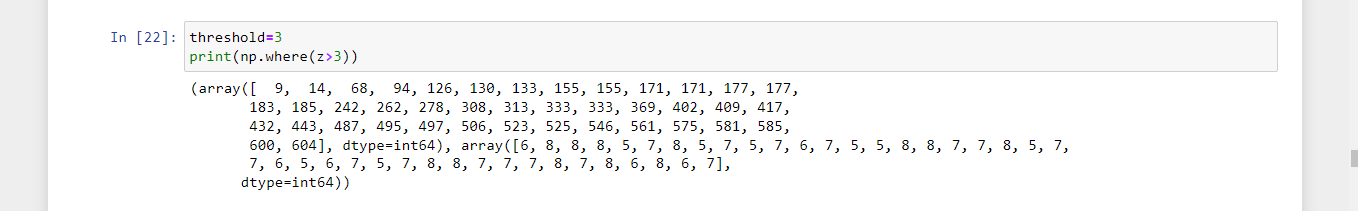 In [22]: threshold=3
print(np.where(z>3))
(array([  9,  14,  68,  94, 126, 130, 133, 155, 155, 171, 171, 177, 177,
183, 185, 242, 262, 278, 308, 313, 333, 333, 369, 402, 409, 417,
432, 443, 487, 495, 497, 506, 523, 525, 546, 561, 575, 581, 585,
600, 604], dtype=int64), array([6, 8, 8, 8, 5, 7, 8, 5, 7, 5, 7, 6, 7, 5, 5, 8, 8, 7, 7, 8, 5, 7,
7, 6, 5, 6, 7, 5, 7, 8, 8, 7, 7, 7, 8, 7, 8, 6, 8, 6, 7],
dtype=int64))